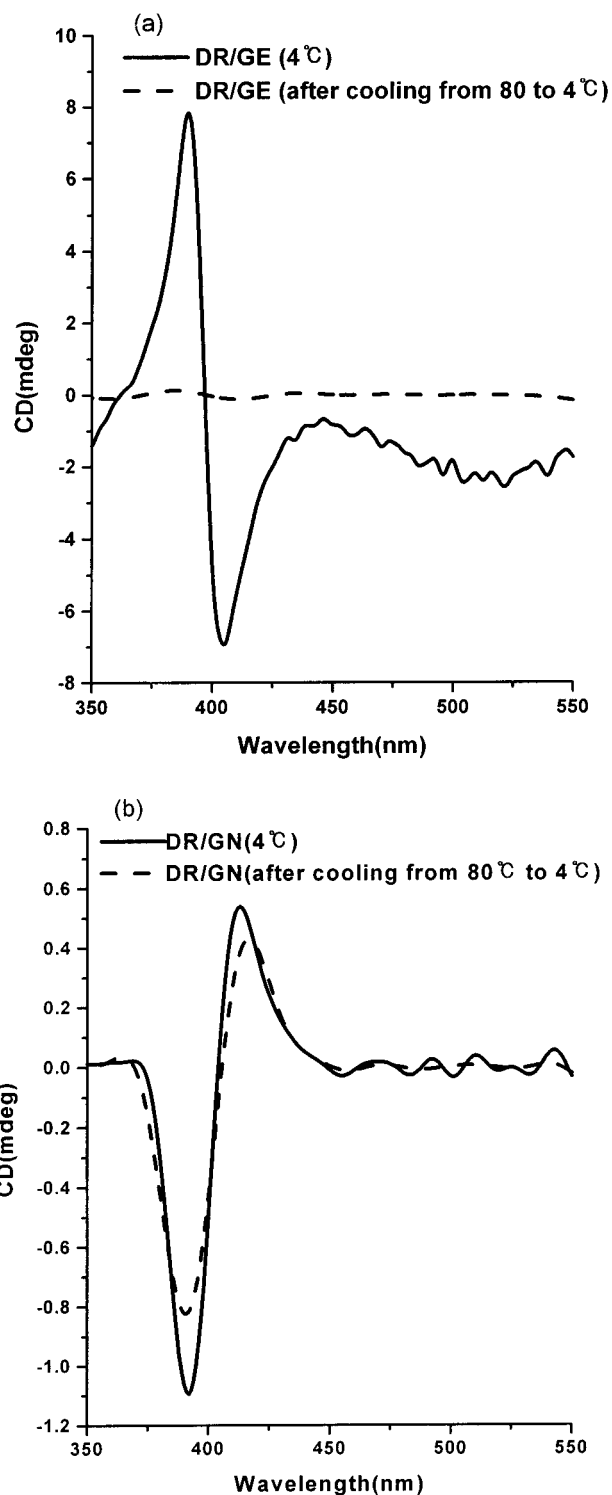 (a)
DR/GE (4℃)
DR/GE (after cooling from 80 to 4℃)
10
8
6
4
2
0
-2
-4
-6
-8
CD(mdeg)
350 400 450 500 550
Wavelength(nm)
(b)
DR/GN(4℃)
DR/GN(after cooling from 80℃ to 4℃)
0.8
0.6
0.4
0.2
0.0
-0.2
-0.4
-0.6
-0.8
-1.0
-1.2
CD(mdeg)
350 400 450 500 550
Wavelength(nm)